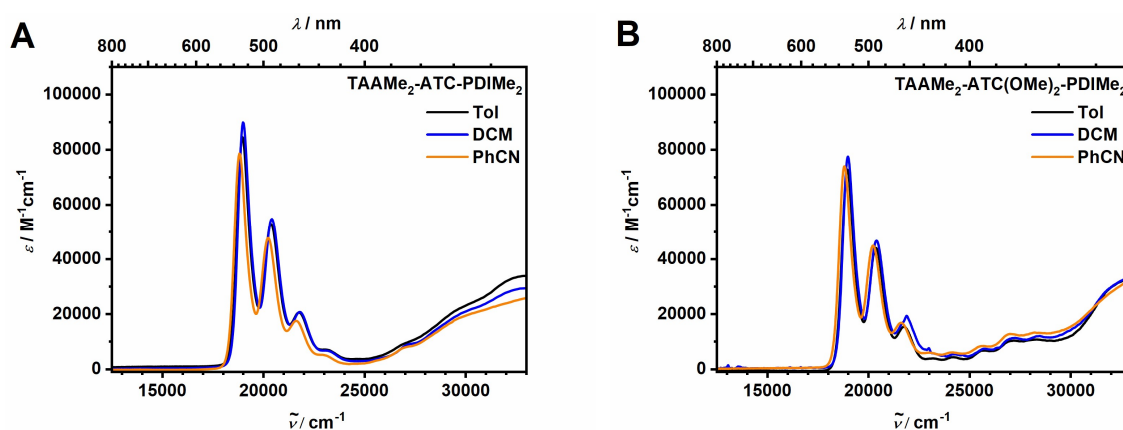 A
λ / nm
800 600 500 400
TAAMe₂-ATC-PDIMe₂
Tol
DCM
PhCN
100000
80000
60000
40000
20000
0
ε / M⁻¹cm⁻¹
15000 20000 25000 30000
ṽ / cm⁻¹
B
λ / nm
800 600 500 400
TAAMe₂-ATC(OMe)₂-PDIMe₂
Tol
DCM
PhCN
100000
80000
60000
40000
20000
0
ε / M⁻¹cm⁻¹
15000 20000 25000 30000
ṽ / cm⁻¹